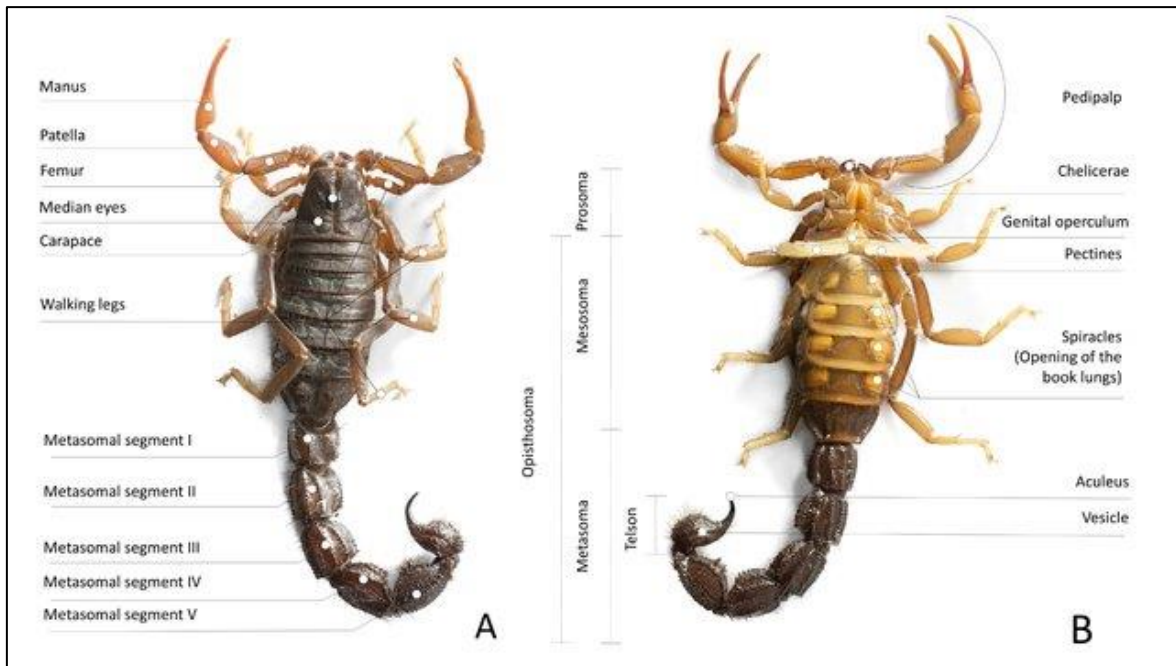 Manus
Patella
Femur
Median eyes
Carapace
Walking legs
Metasomal segment I
Metasomal segment II
Metasomal segment III
Metasomal segment IV
Metasomal segment V
A
Prosoma
Mesosoma
Opisthosoma
Metasoma
Telson
Pedipalp
Chelicerae
Genital operculum
Pectines
Spiracles
(Opening of the
book lungs)
Aculeus
Vesicle
B